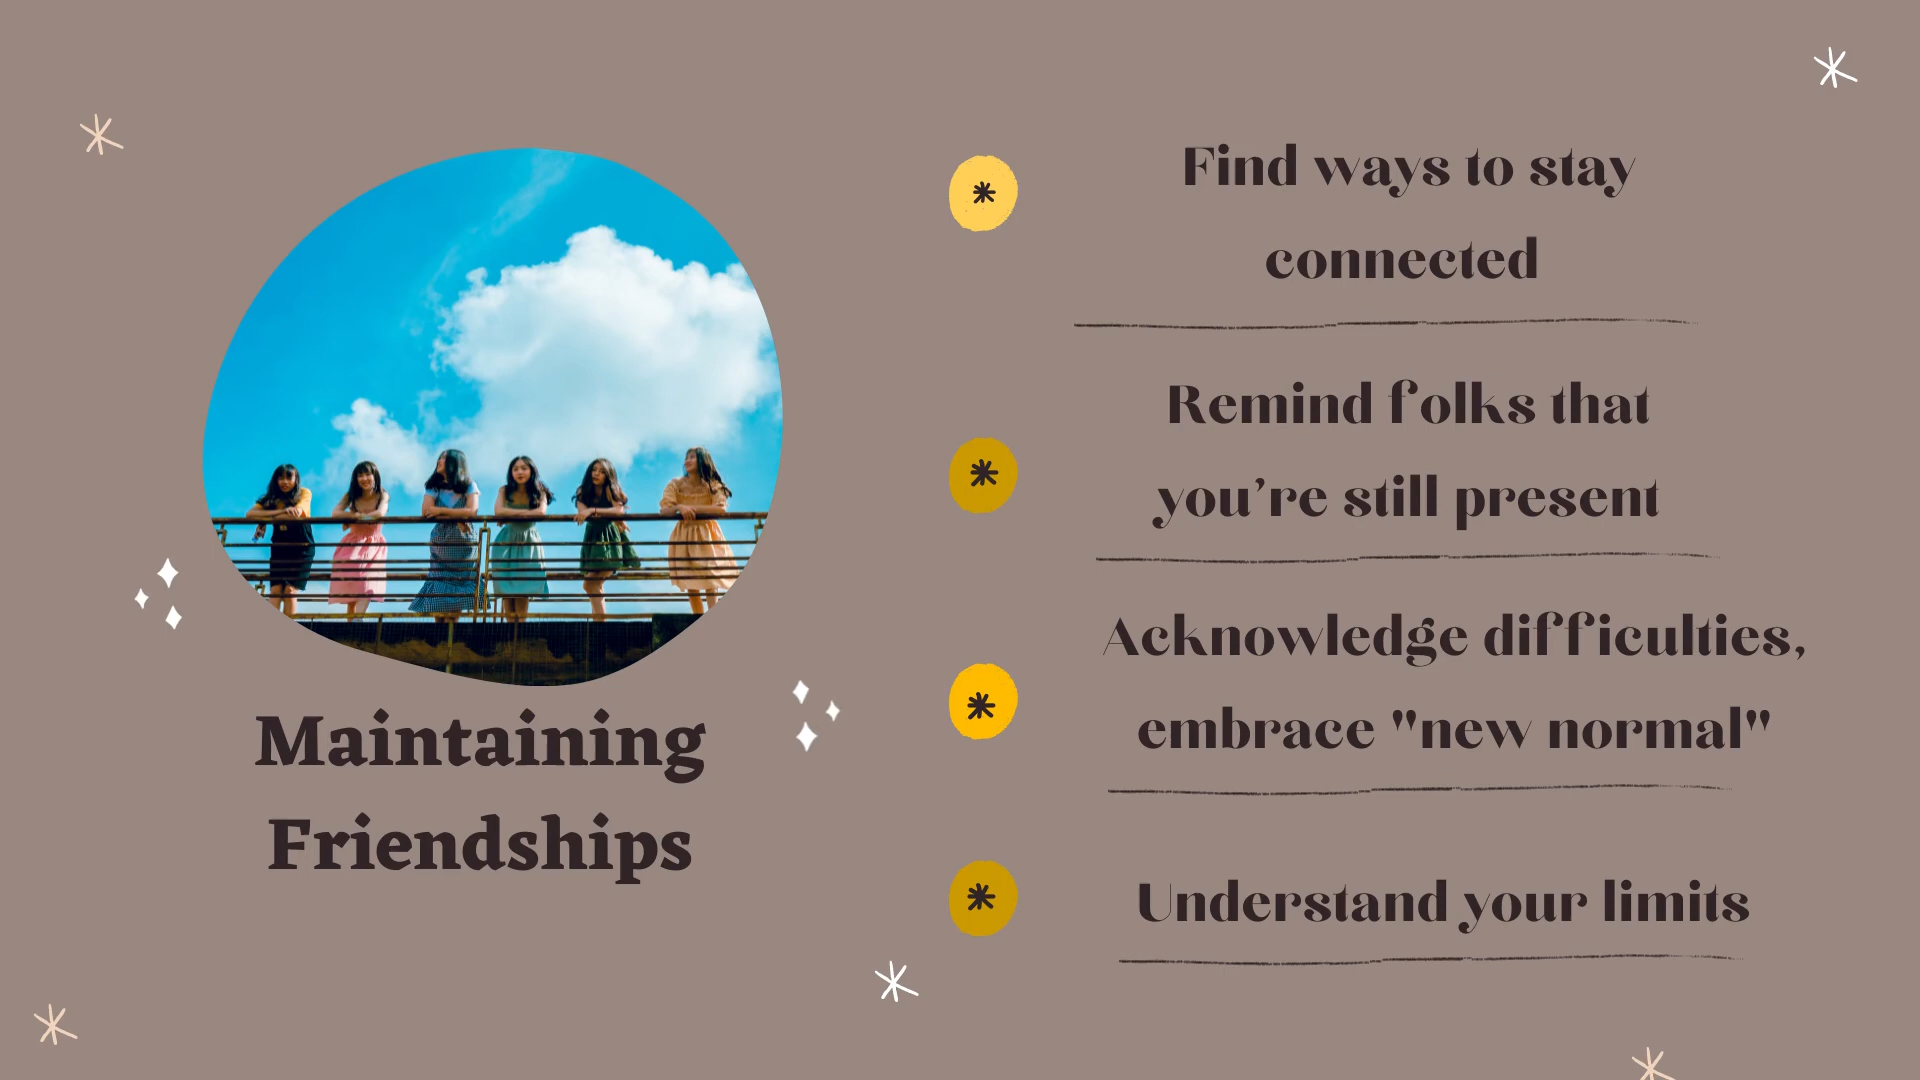 Maintaining
Friendships
Find ways to stay
connected
Remind folks that
you're still present
Acknowledge difficulties,
embrace "new normal"
Understand your limits